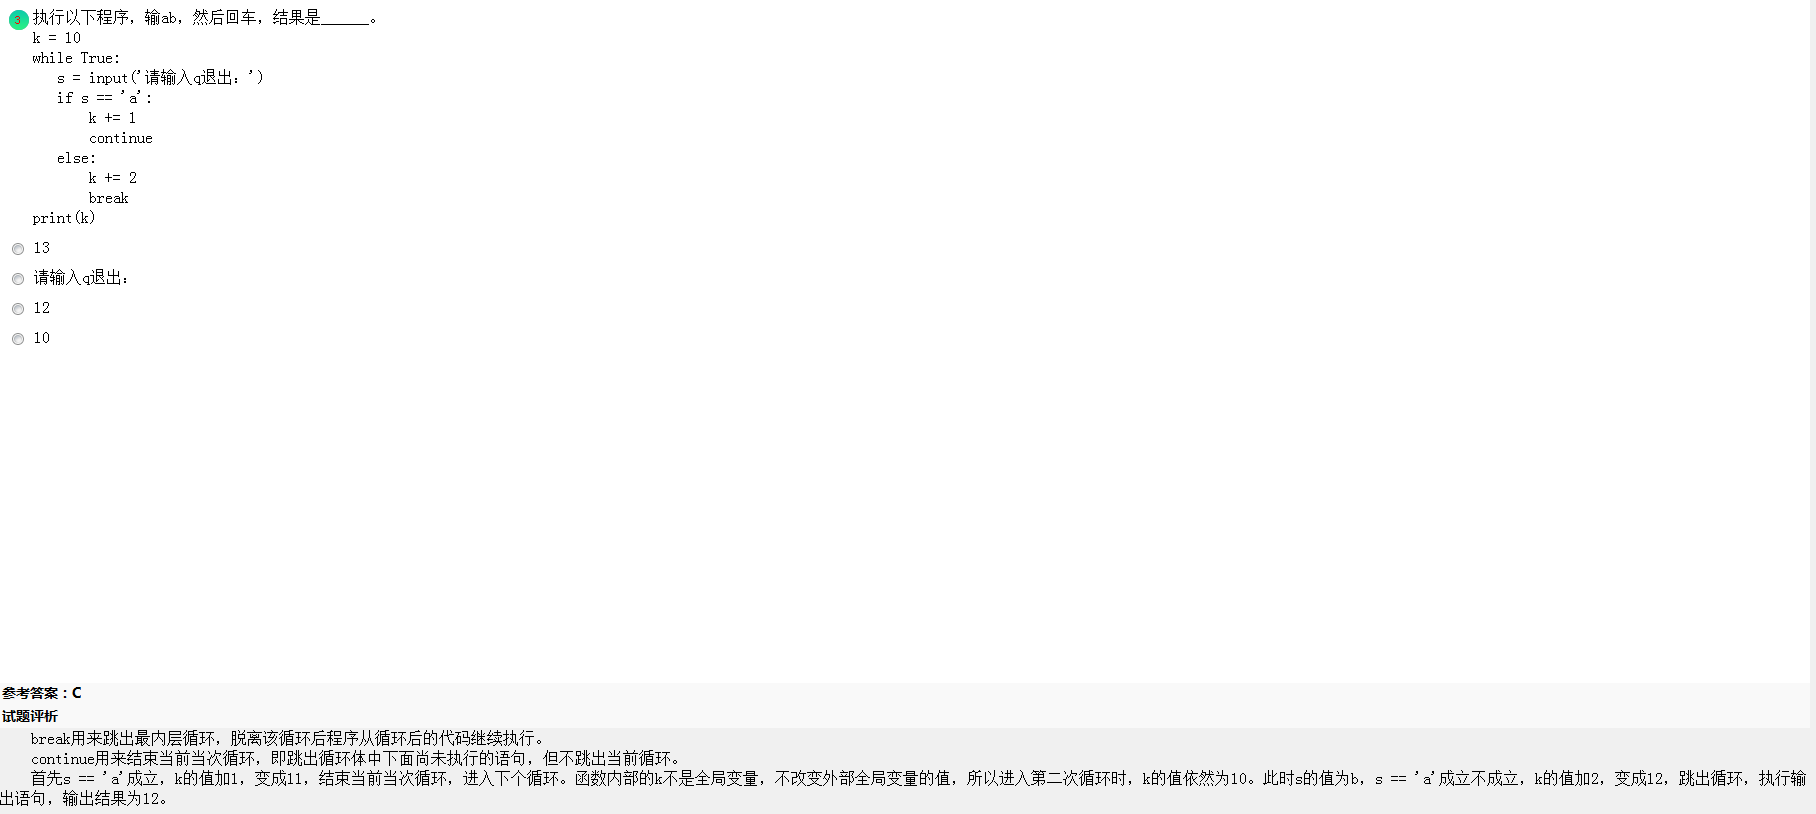 3 执行以下程序，输ab，然后回车，结果是______。
k = 10
while True:
   s = input('请输入q退出：')
   if s == 'a':
       k += 1
       continue
   else:
       k += 2
       break
print(k)
13
请输入q退出：
12
10
参考答案：C
试题评析
break用来跳出最内层循环，脱离该循环后程序从循环后的代码继续执行。
continue用来结束当前当次循环，即跳出循环体中下面尚未执行的语句，但不跳出当前循环。
首先s == 'a'成立，k的值加1，变成11，结束当前当次循环，进入下个循环。函数内部的k不是全局变量，不改变外部全局变量的值，所以进入第二次循环时，k的值依然为10。此时s的值为b，s == 'a'成立不成立，k的值加2，变成12，跳出循环，执行输
出语句，输出结果为12。